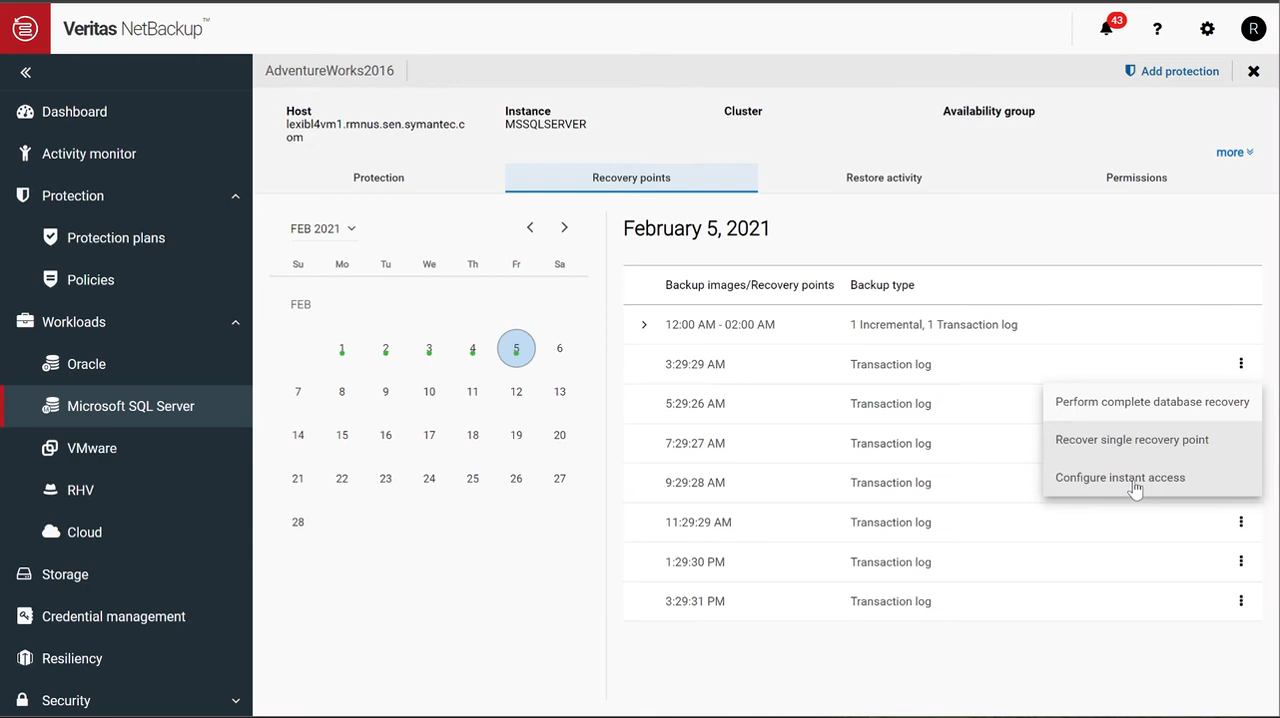 Veritas NetBackup™
43
?
R
AdventureWorks2016
Add protection
Host
lexibl4vm1.rmnus.sen.symantec.c
om
Instance
MSSQLSERVER
Cluster
Availability group
more
Protection
Recovery points
Restore activity
Permissions
Dashboard
Activity monitor
Protection
Protection plans
Policies
Workloads
Oracle
Microsoft SQL Server
VMware
RHV
Cloud
Storage
Credential management
Resiliency
Security
FEB 2021
Su Mo Tu We Th Fr Sa
FEB
1 2 3 4 5 6
7 8 9 10 11 12 13
14 15 16 17 18 19 20
21 22 23 24 25 26 27
28
February 5, 2021
Backup images/Recovery points Backup type
12:00 AM - 02:00 AM 1 Incremental, 1 Transaction log
3:29:29 AM Transaction log
5:29:26 AM Transaction log
7:29:27 AM Transaction log
9:29:28 AM Transaction log
11:29:29 AM Transaction log
1:29:30 PM Transaction log
3:29:31 PM Transaction log
Perform complete database recovery
Recover single recovery point
Configure instant access